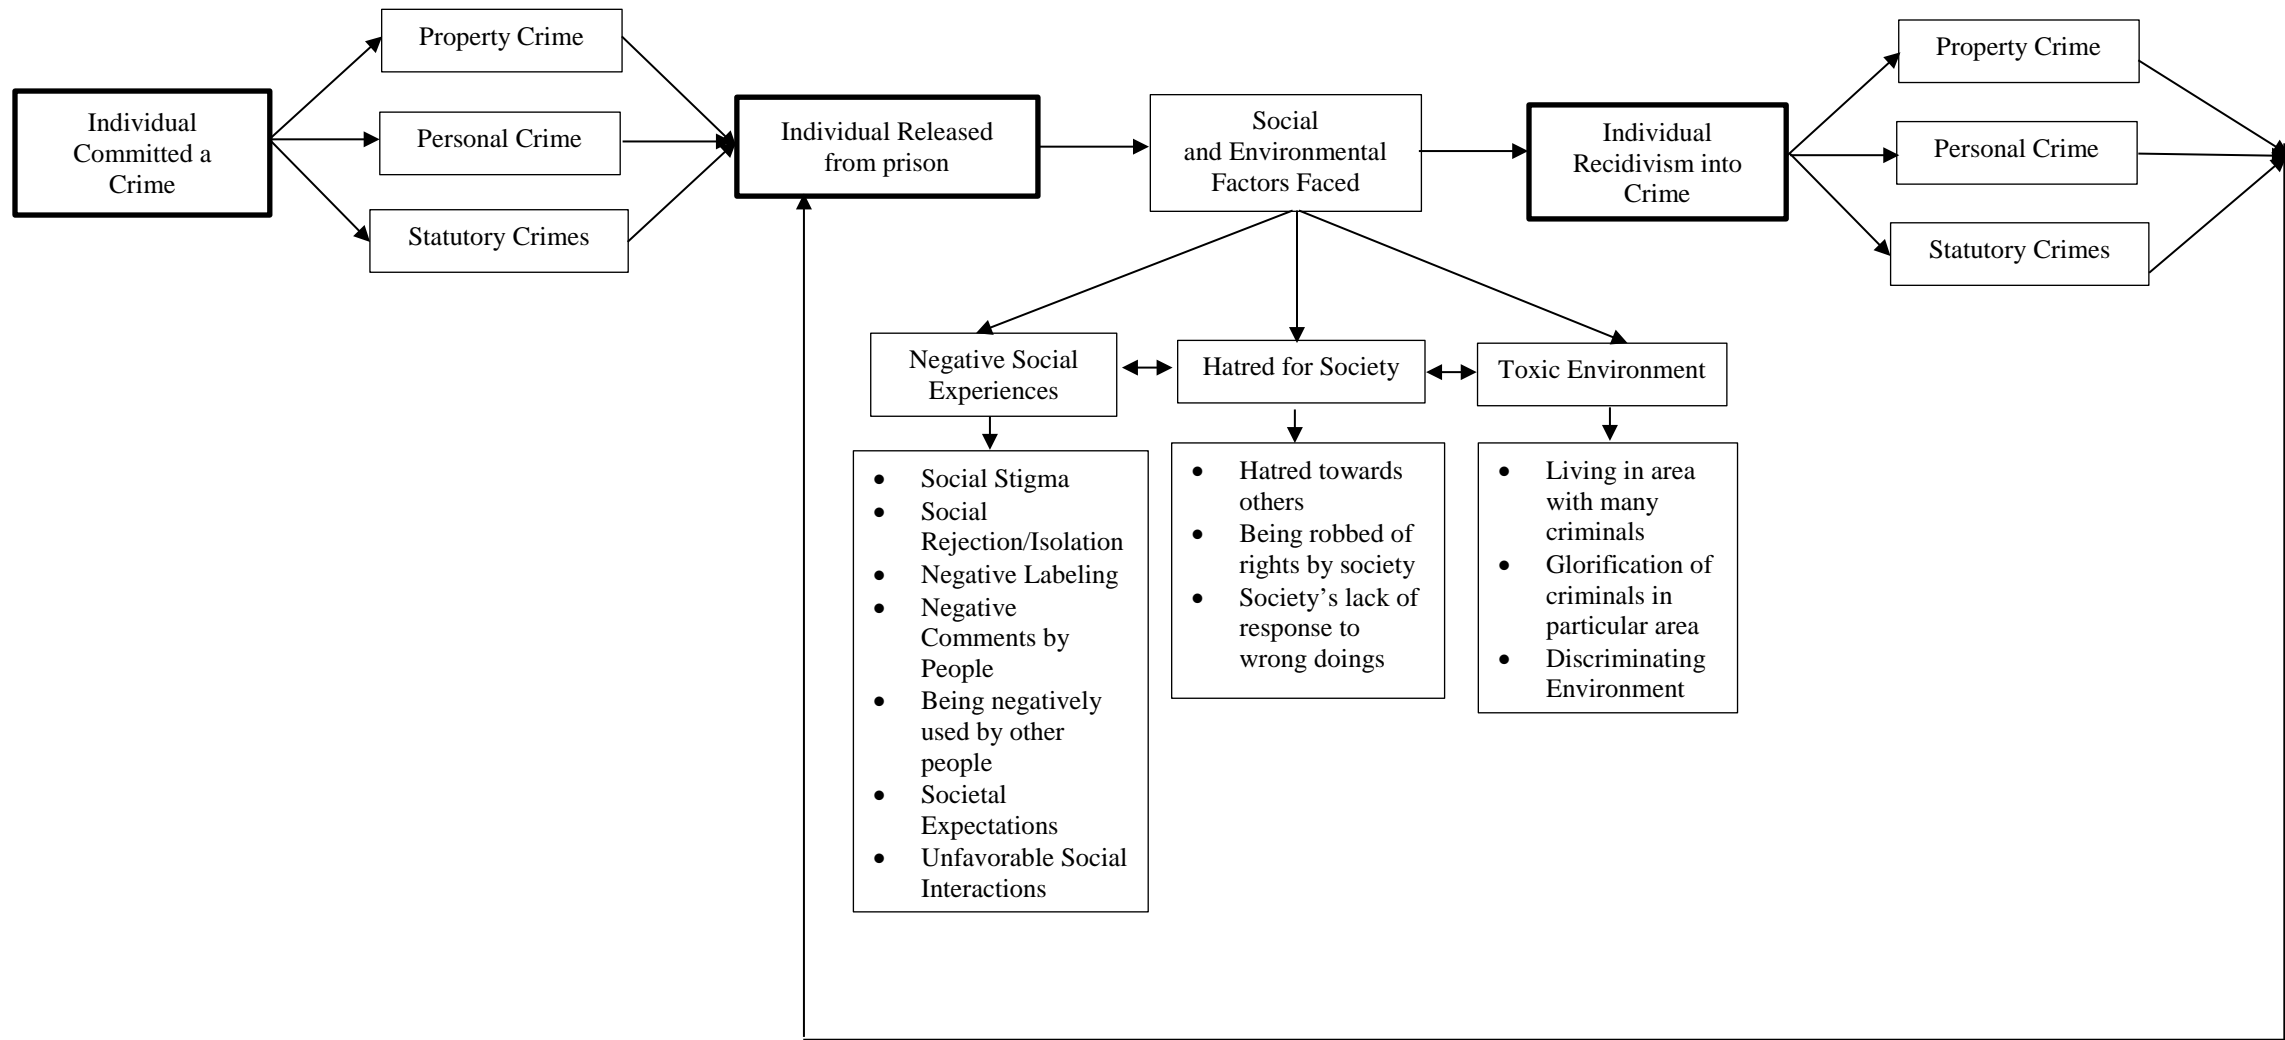 Individual
Committed a
Crime
Property Crime
Personal Crime
Statutory Crimes
Individual Released
from prison
Social
and Environmental
Factors Faced
Individual
Recidivism into
Crime
Property Crime
Personal Crime
Statutory Crimes
Negative Social
Experiences
Hatred for Society
Toxic Environment
• Social Stigma
• Social
Rejection/Isolation
• Negative Labeling
• Negative
Comments by
People
• Being negatively
used by other
people
• Societal
Expectations
• Unfavorable Social
Interactions
• Hatred towards
others
• Being robbed of
rights by society
• Society’s lack of
response to
wrong doings
• Living in area
with many
criminals
• Glorification of
criminals in
particular area
• Discriminating
Environment